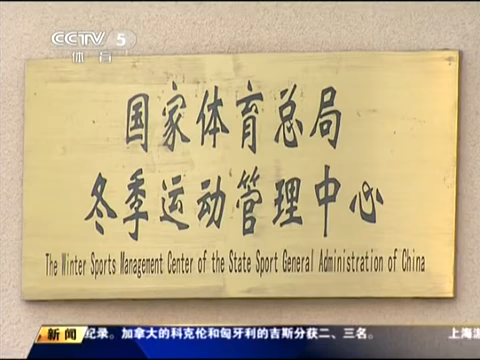 CCTV 5
体育
国家体育总局
冬季运动管理中心
The Winter Sports Management Center of the State Sport General Administration of China
新闻 纪录。加拿大的科克伦和匈牙利的吉斯分获二、三名。 上海